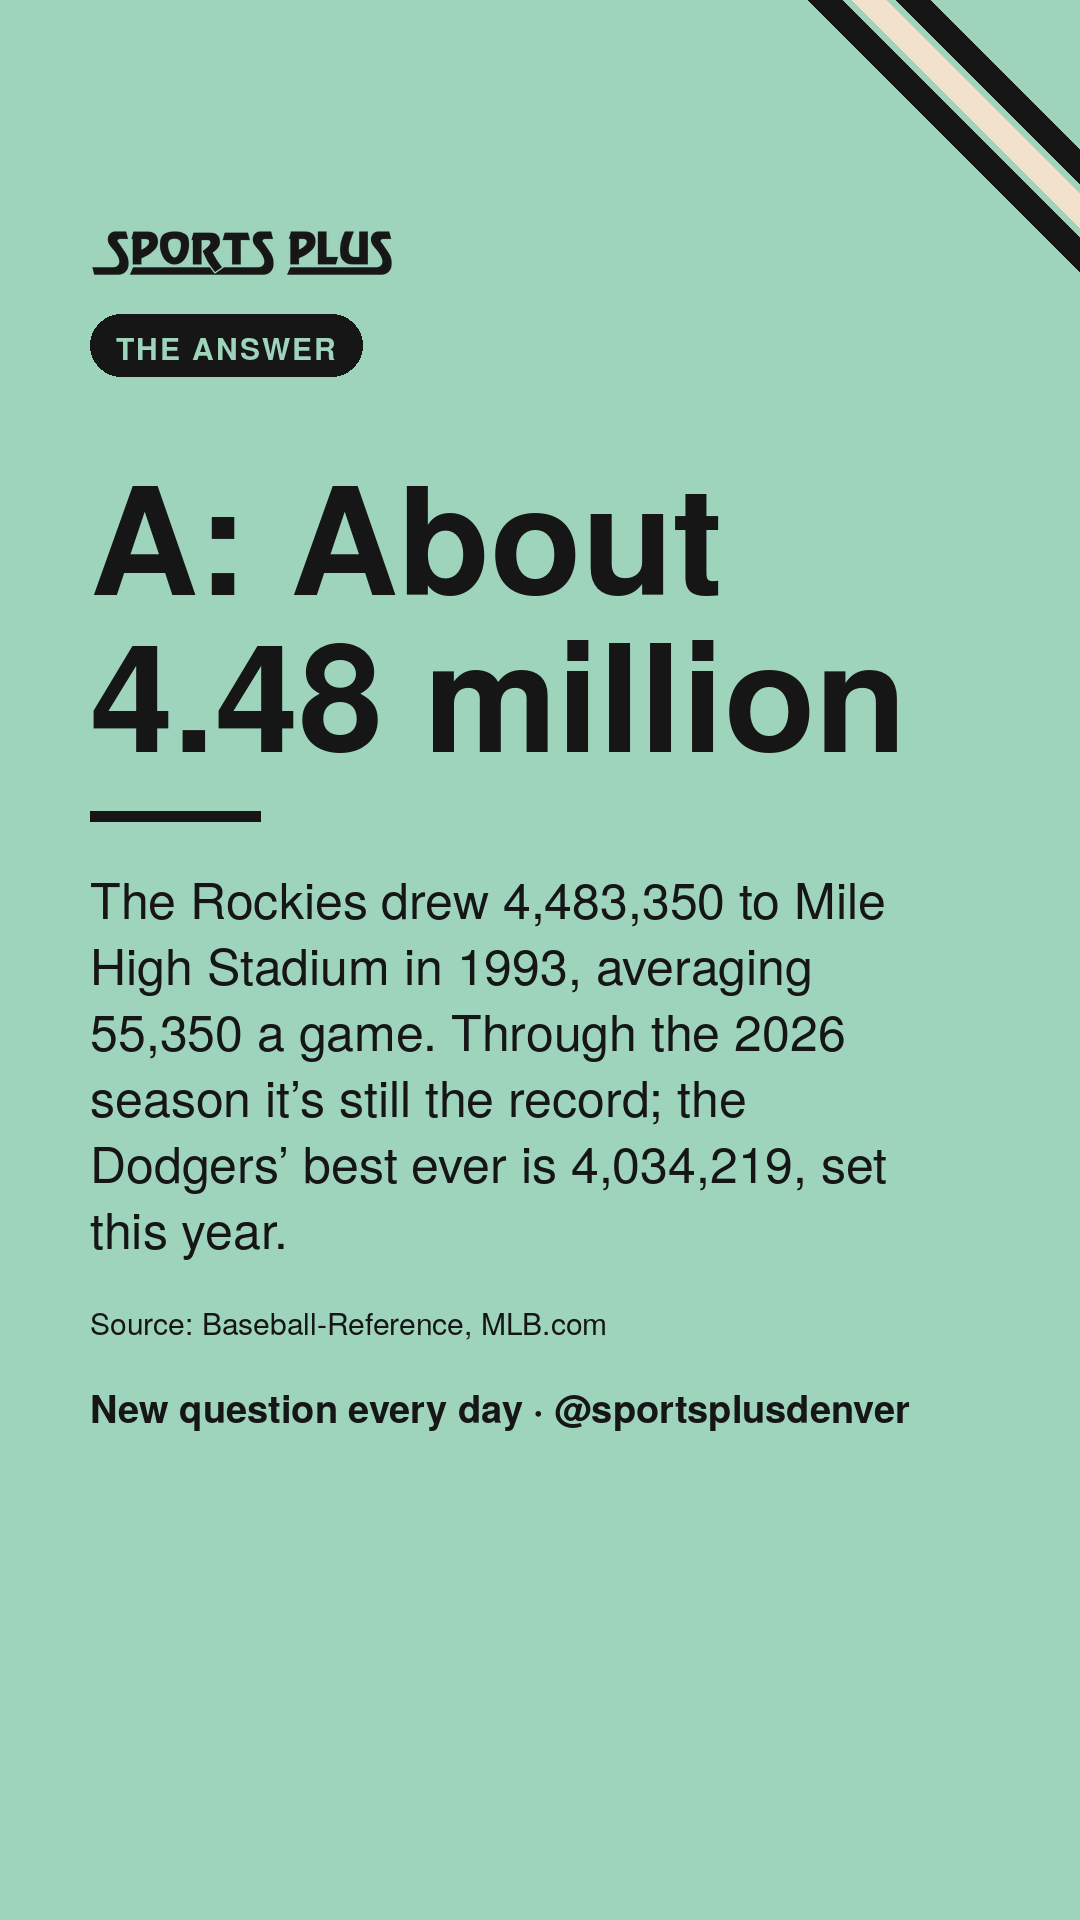 SPORTS PLUS
THE ANSWER
A: About
4.48 million
The Rockies drew 4,483,350 to Mile
High Stadium in 1993, averaging
55,350 a game. Through the 2026
season it’s still the record; the
Dodgers’ best ever is 4,034,219, set
this year.
Source: Baseball-Reference, MLB.com
New question every day · @sportsplusdenver